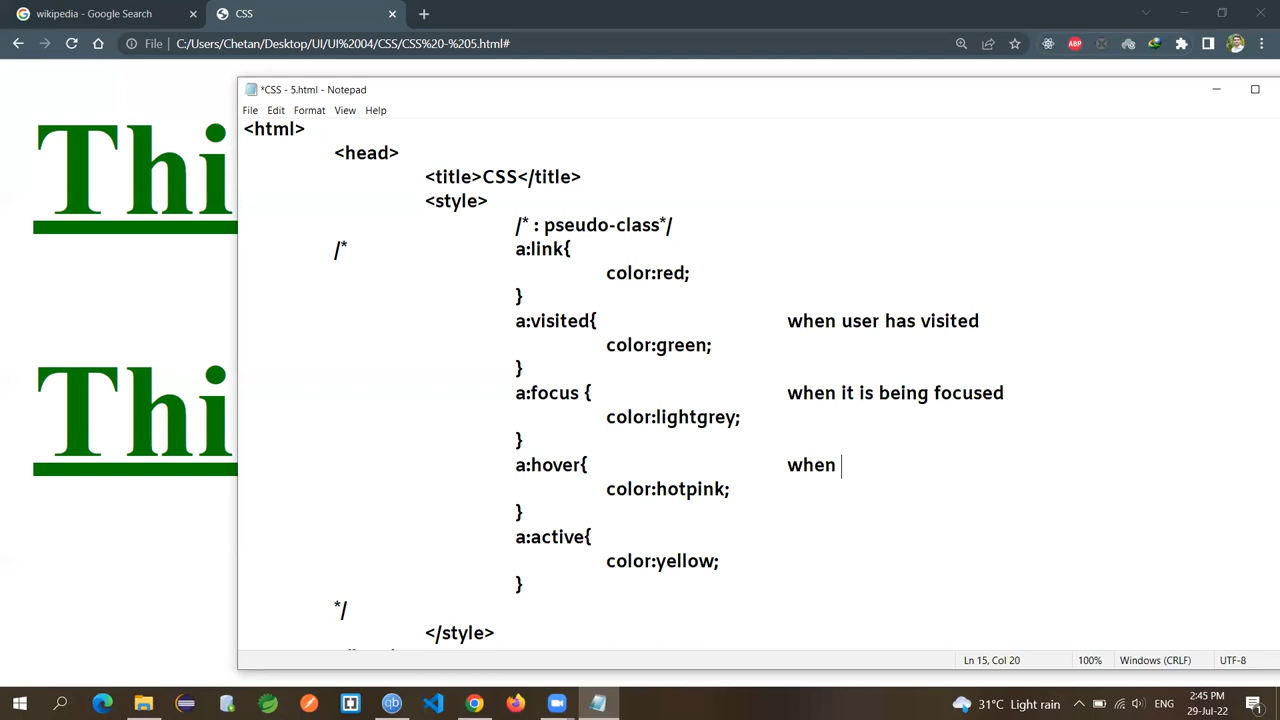 wikipedia - Google Search
CSS
File
C:/Users/Chetan/Desktop/UI/UI%2004/CSS/CSS%20-%205.html#
ABP
Thi
Thi
*CSS - 5.html - Notepad
File Edit Format View Help
<html>
<head>
<title>CSS</title>
<style>
/* : pseudo-class*/
/* a:link{
color:red;
}
a:visited{ when user has visited
color:green;
}
a:focus { when it is being focused
color:lightgrey;
}
a:hover{ when
color:hotpink;
}
a:active{
color:yellow;
}
*/
</style>
Ln 15, Col 20 100% Windows (CRLF) UTF-8
qb
31°C Light rain
ENG
2:45 PM
29-Jul-22
1